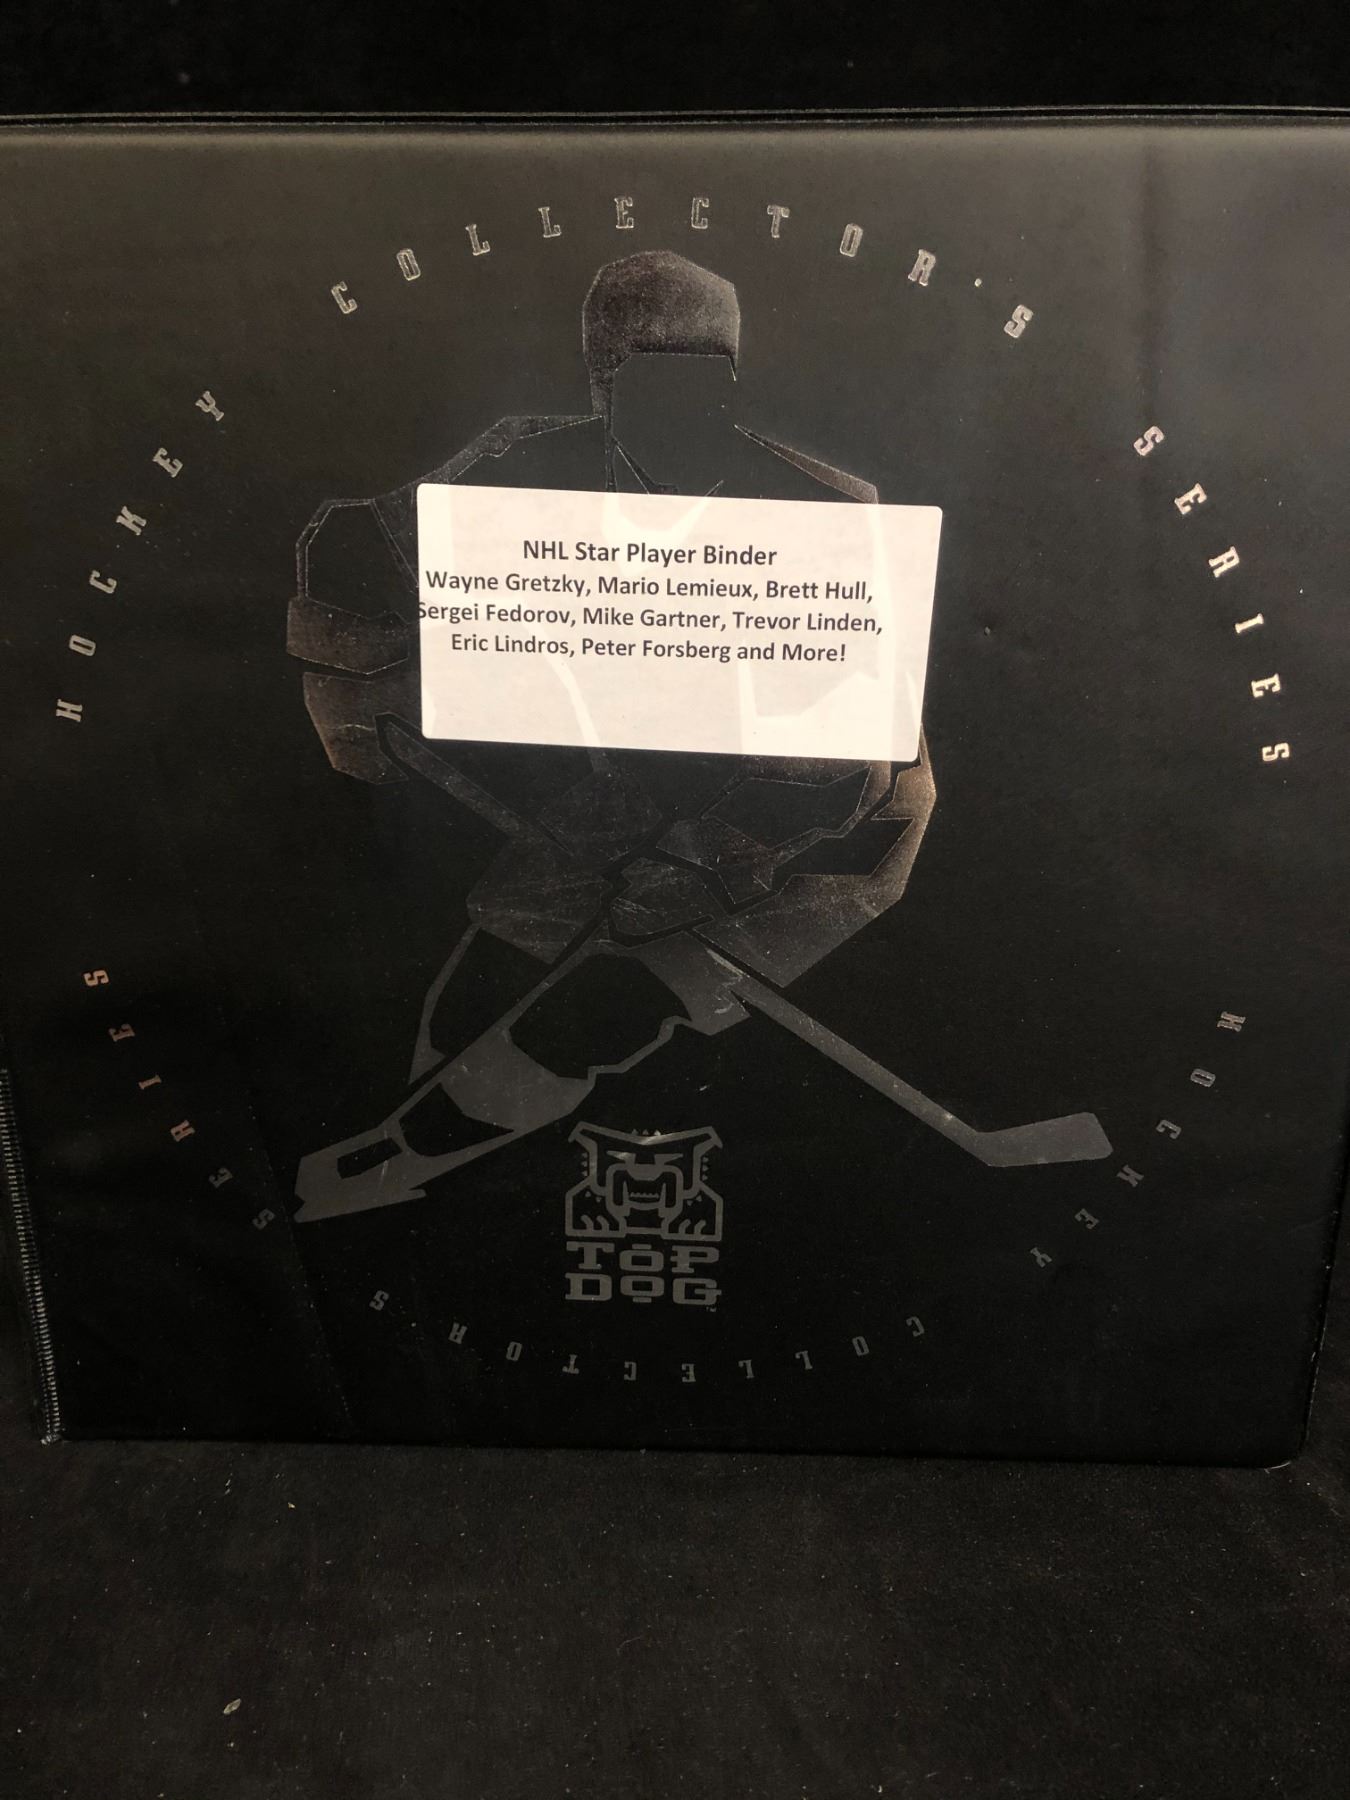 HOCKEY COLLECTOR'S SERIES
NHL Star Player Binder
Wayne Gretzky, Mario Lemieux, Brett Hull,
Sergei Fedorov, Mike Gartner, Trevor Linden,
Eric Lindros, Peter Forsberg and More!
TOP
DOG
TM
HOCKEY COLLECTOR'S SERIES